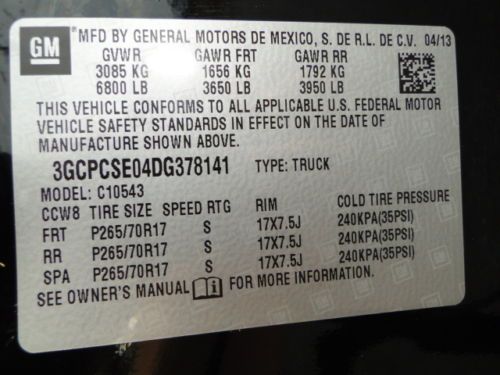 GM MFD BY GENERAL MOTORS DE MEXICO, S. DE R.L. DE C.V. 04/13
GVWR GAWR FRT GAWR RR
3085 KG 1656 KG 1792 KG
6800 LB 3650 LB 3950 LB
THIS VEHICLE CONFORMS TO ALL APPLICABLE U.S. FEDERAL MOTOR
VEHICLE SAFETY STANDARDS IN EFFECT ON THE DATE OF
MANUFACTURE SHOWN ABOVE.
3GCPCSE04DG378141 TYPE: TRUCK
MODEL: C10543
CCW8 TIRE SIZE SPEED RTG RIM COLD TIRE PRESSURE
FRT P265/70R17 S 17X7.5J 240KPA(35PSI)
RR P265/70R17 S 17X7.5J 240KPA(35PSI)
SPA P265/70R17 S 17X7.5J 240KPA(35PSI)
SEE OWNER'S MANUAL FOR MORE INFORMATION.